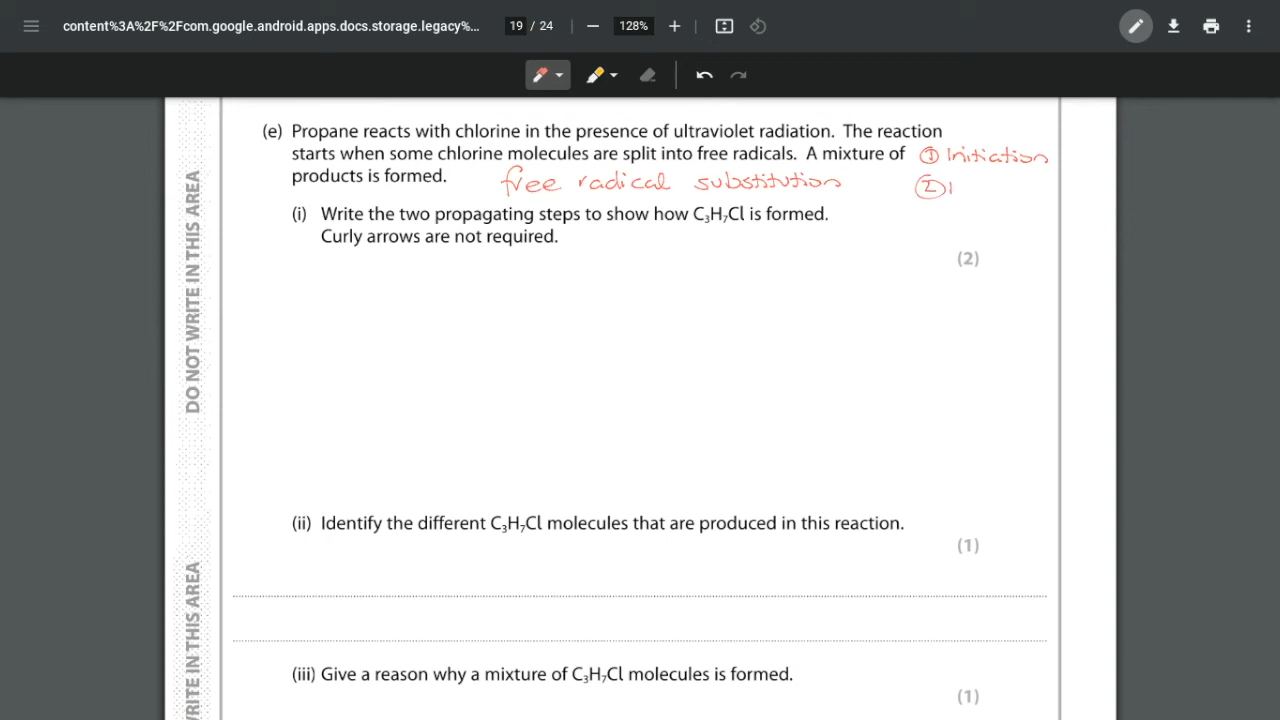 content%3A%2F%2Fcom.google.android.apps.docs.storage.legacy%... 19 / 24 128%
(e) Propane reacts with chlorine in the presence of ultraviolet radiation. The reaction
starts when some chlorine molecules are split into free radicals. A mixture of ① Initiation
products is formed. free radical substitution ②
(i) Write the two propagating steps to show how C₃H₇Cl is formed.
Curly arrows are not required.
(2)
DO NOT WRITE IN THIS AREA
(ii) Identify the different C₃H₇Cl molecules that are produced in this reaction.
(1)
WRITE IN THIS AREA
(iii) Give a reason why a mixture of C₃H₇Cl molecules is formed.
(1)